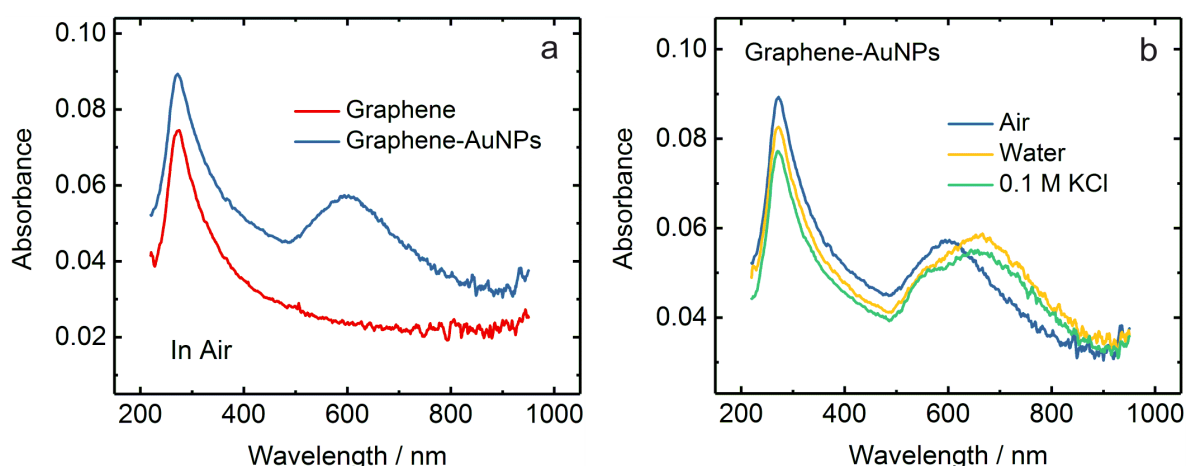 a
0.10
0.08
0.06
0.04
0.02
Absorbance
Graphene
Graphene-AuNPs
In Air
200 400 600 800 1000
Wavelength / nm
b
Graphene-AuNPs
0.10
0.08
0.06
0.04
Absorbance
Air
Water
0.1 M KCl
200 400 600 800 1000
Wavelength / nm